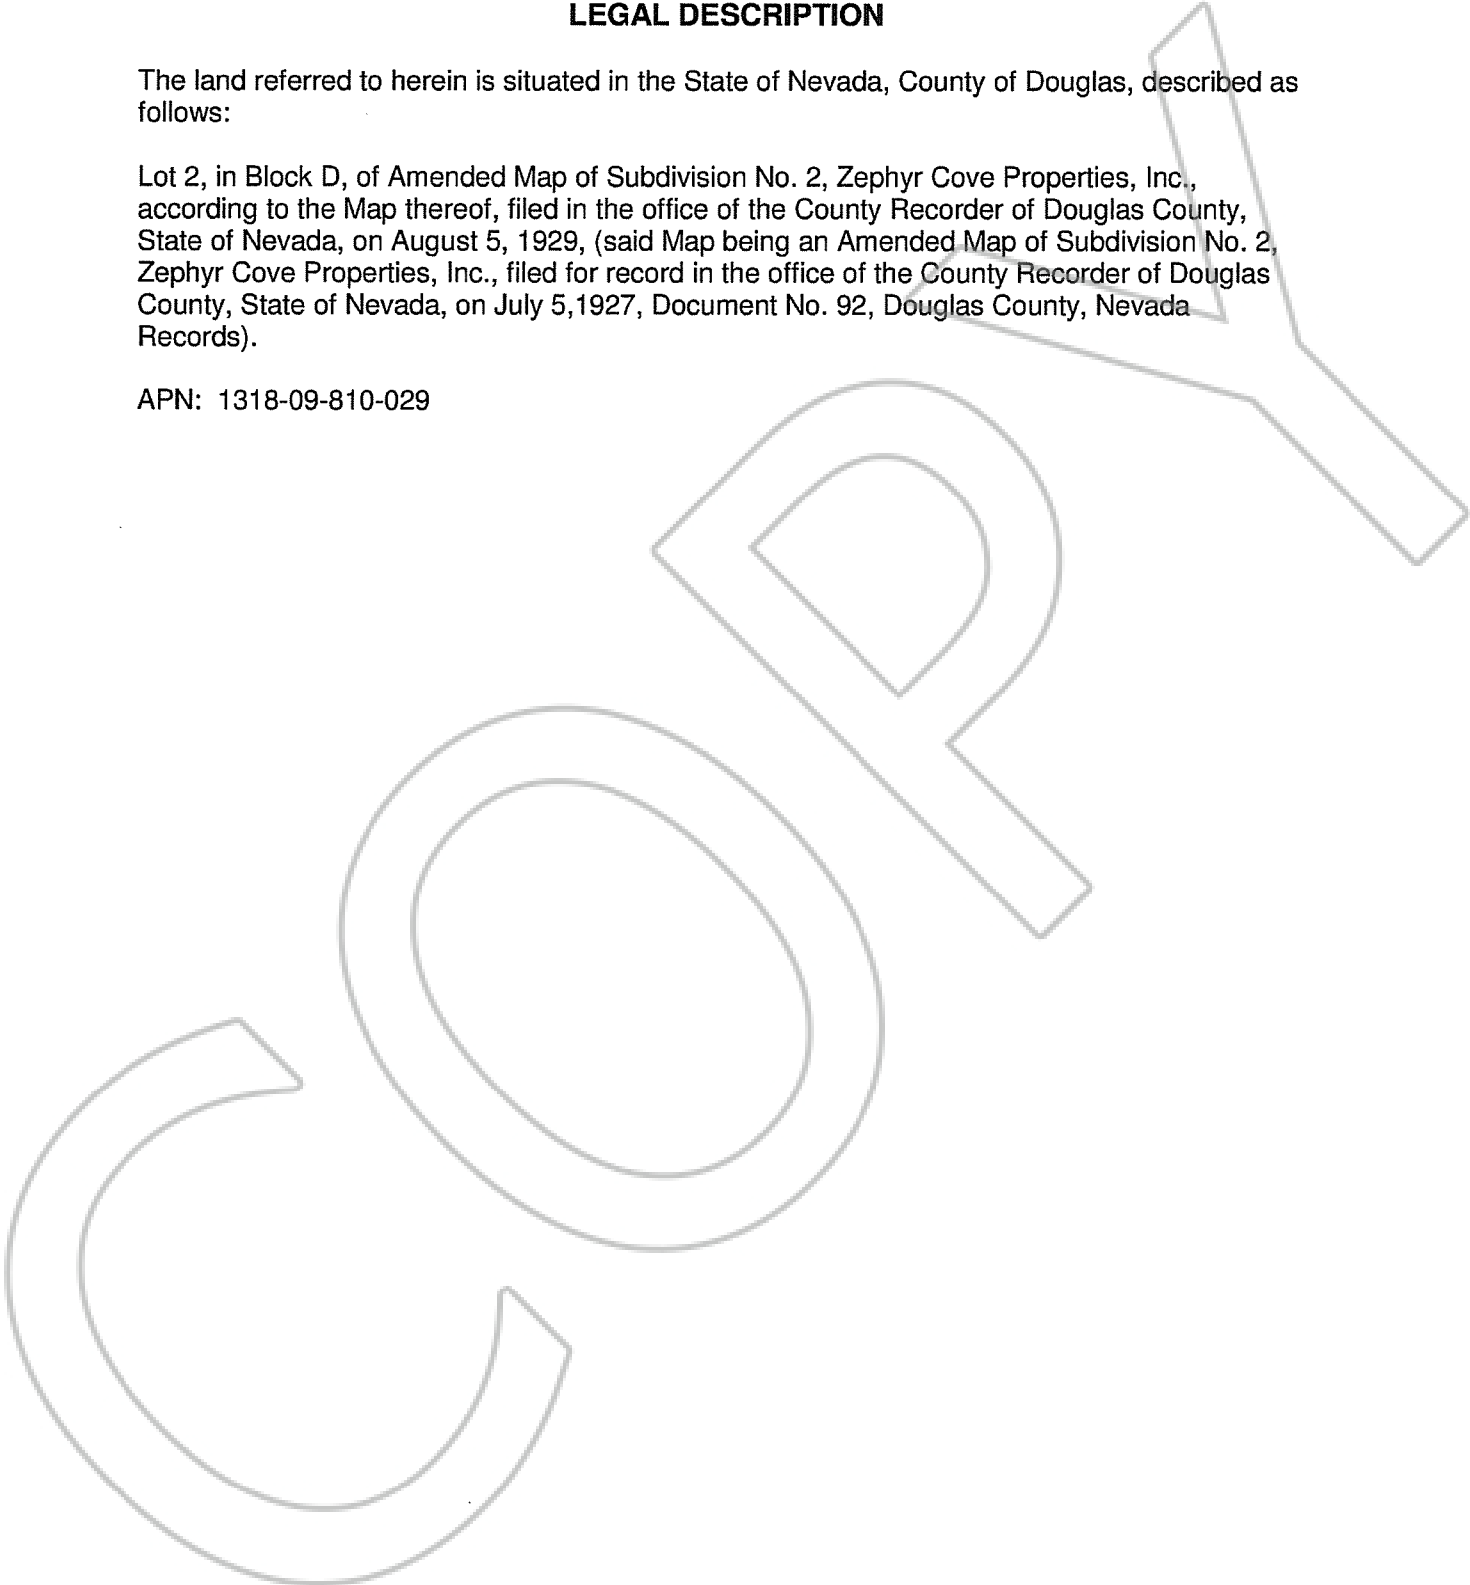 LEGAL DESCRIPTION
The land referred to herein is situated in the State of Nevada, County of Douglas, described as
follows:
Lot 2, in Block D, of Amended Map of Subdivision No. 2, Zephyr Cove Properties, Inc.,
according to the Map thereof, filed in the office of the County Recorder of Douglas County,
State of Nevada, on August 5, 1929, (said Map being an Amended Map of Subdivision No. 2,
Zephyr Cove Properties, Inc., filed for record in the office of the County Recorder of Douglas
County, State of Nevada, on July 5,1927, Document No. 92, Douglas County, Nevada
Records).
APN:  1318-09-810-029
COPY